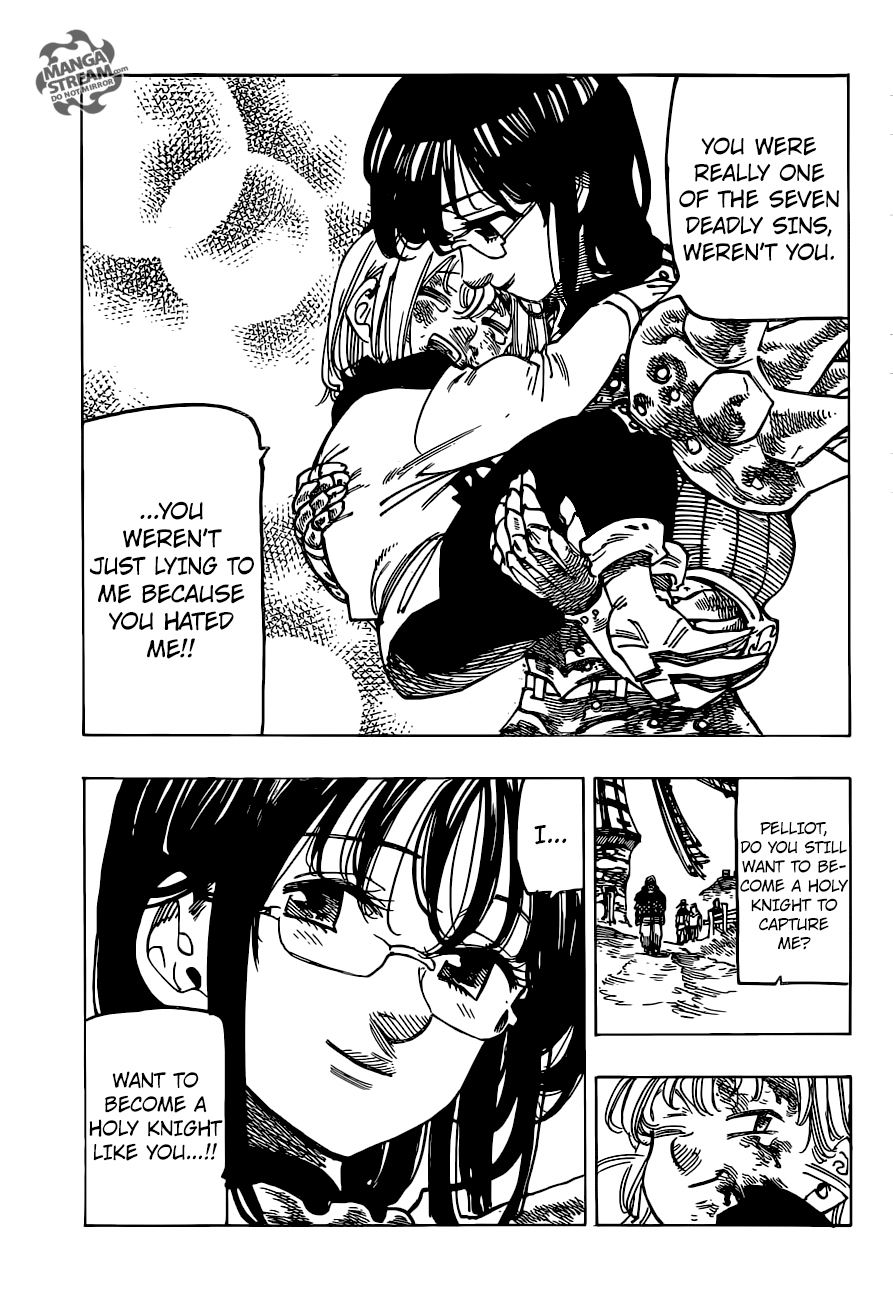 MANGA
STREAM.com
DO NOT MIRROR
YOU WERE
REALLY ONE
OF THE SEVEN
DEADLY SINS,
WEREN'T YOU.
...YOU
WEREN'T
JUST LYING TO
ME BECAUSE
YOU HATED
ME!!
PELLIOT,
DO YOU STILL
WANT TO BE-
COME A HOLY
KNIGHT TO
CAPTURE
ME?
I...
WANT TO
BECOME A
HOLY KNIGHT
LIKE YOU...!!